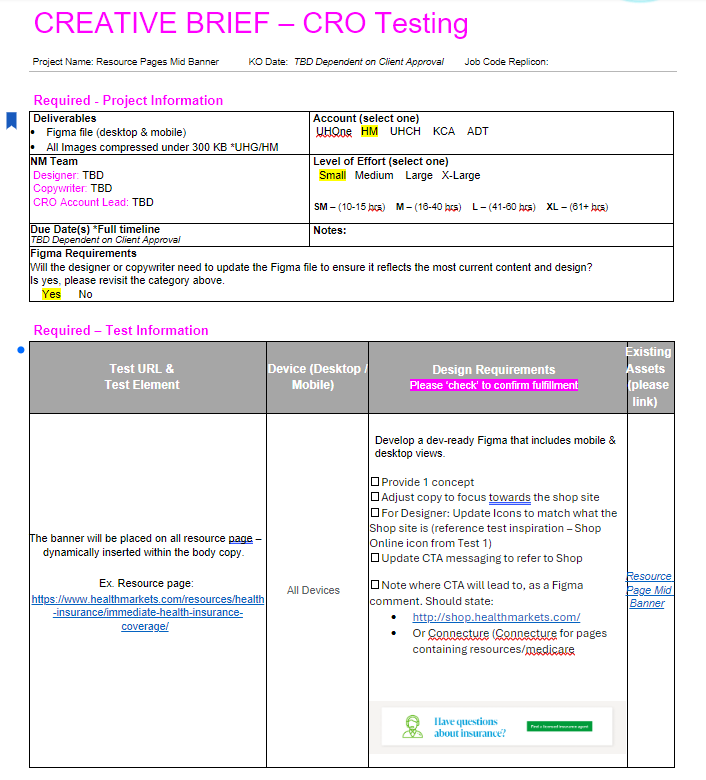 CREATIVE BRIEF – CRO Testing
Project Name: Resource Pages Mid Banner KO Date: TBD Dependent on Client Approval Job Code Replicon:
Required - Project Information
Deliverables
• Figma file (desktop & mobile)
• All Images compressed under 300 KB *UHG/HM
Account (select one)
UHOne HM UHCH KCA ADT
NM Team
Designer: TBD
Copywriter: TBD
CRO Account Lead: TBD
Level of Effort (select one)
Small Medium Large X-Large
SM – (10-15 hrs) M – (16-40 hrs) L – (41-60 hrs) XL – (61+ hrs)
Due Date(s) *Full timeline
TBD Dependent on Client Approval
Notes:
Figma Requirements
Will the designer or copywriter need to update the Figma file to ensure it reflects the most current content and design?
Is yes, please revisit the category above.
Yes No
Required – Test Information
Test URL &
Test Element
Device (Desktop /
Mobile)
Design Requirements
Please 'check' to confirm fulfillment
Existing
Assets
(please
link)
The banner will be placed on all resource page –
dynamically inserted within the body copy.
Ex. Resource page:
https://www.healthmarkets.com/resources/health
-insurance/immediate-health-insurance-
coverage/
All Devices
Develop a dev-ready Figma that includes mobile &
desktop views.
☐ Provide 1 concept
☐ Adjust copy to focus towards the shop site
☐ For Designer: Update Icons to match what the
Shop site is (reference test inspiration – Shop
Online icon from Test 1)
☐ Update CTA messaging to refer to Shop
☐ Note where CTA will lead to, as a Figma
comment. Should state:
• http://shop.healthmarkets.com/
• Or Connecture (Connecture for pages
containing resources/medicare
Have questions
about insurance?
Find a licensed insurance agent
Resource
Page Mid
Banner